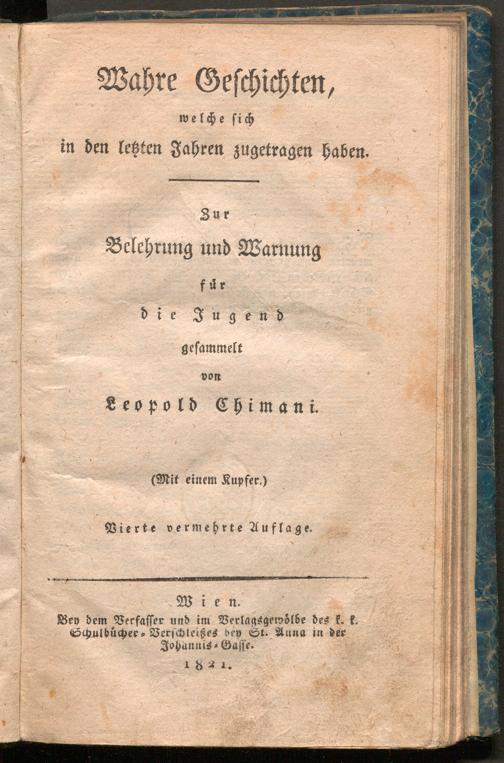 Wahre Geschichten,
welche sich
in den letzten Jahren zugetragen haben.
Zur
Belehrung und Warnung
für
die Jugend
gesammelt
von
Leopold Chimani.
(Mit einem Kupfer.)
Vierte vermehrte Auflage.
Wien.
Bey dem Verfasser und im Verlagsgewölbe des k. k.
Schulbücher-Verschleißes bey St. Anna in der
Johannis-Gasse.
1821.